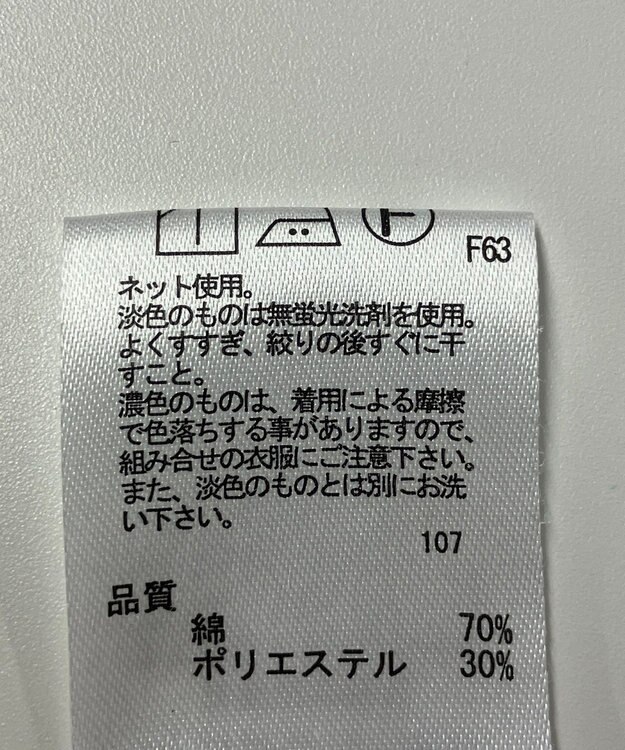 F63
ネット使用。
淡色のものは無蛍光洗剤を使用。
よくすすぎ、絞りの後すぐに干
すこと。
濃色のものは、着用による摩擦
で色落ちする事がありますので、
組み合せの衣服にご注意下さい。
また、淡色のものとは別にお洗
い下さい。
107
品質
綿 70%
ポリエステル 30%